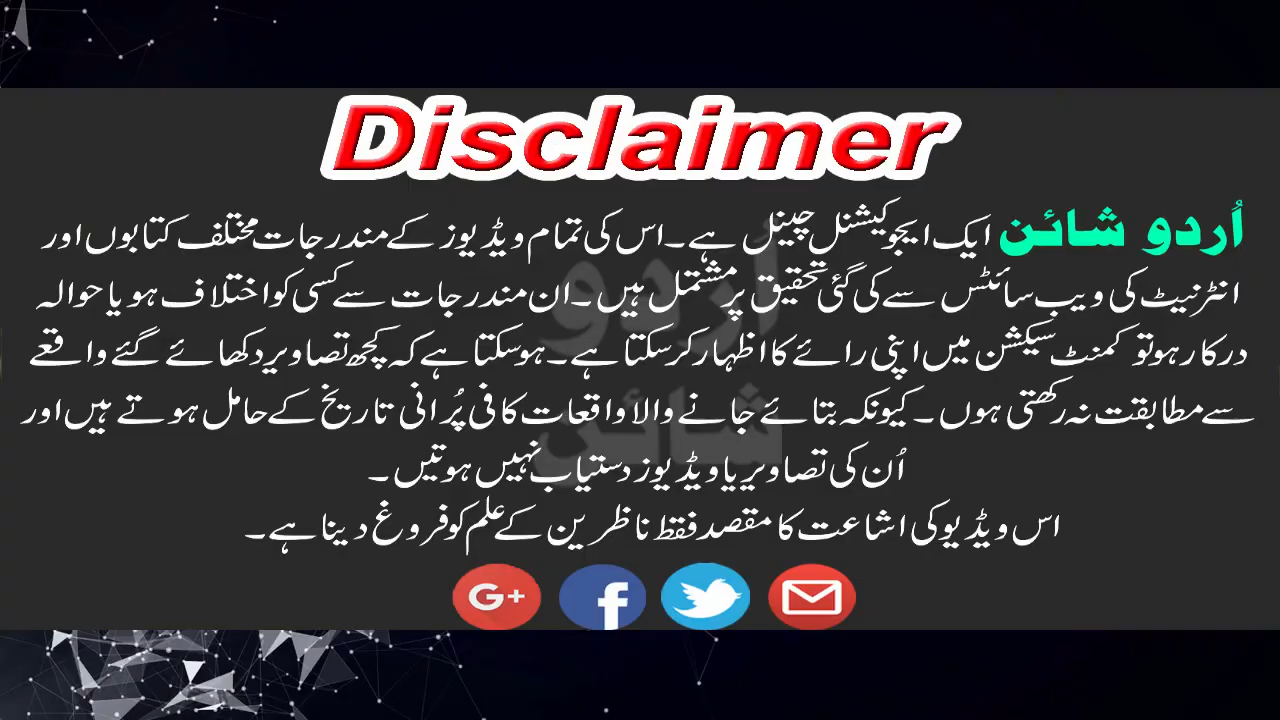 Disclaimer
اُردو شائن ایک ایجوکیشنل چینل ہے۔اس کی تمام ویڈیوز کے مندرجات مختلف کتابوں اور
انٹرنیٹ کی ویب سائٹس سے کی گئی تحقیق پر مشتمل ہیں۔ان مندرجات سے کسی کو اختلاف ہو یا حوالہ
درکار ہو تو کمنٹ سیکشن میں اپنی رائے کا اظہار کر سکتا ہے۔ہوسکتا ہے کہ کچھ تصاویر دکھائے گئے واقعے
سے مطابقت نہ رکھتی ہوں۔کیونکہ بتائے جانے والا واقعات کافی پُرانی تاریخ کے حامل ہوتے ہیں اور
اُن کی تصاویر یا ویڈیوز دستیاب نہیں ہوتیں۔
اس ویڈیو کی اشاعت کا مقصد فقط ناظرین کے علم کو فروغ دینا ہے۔
اُردو
شائن
G+ f